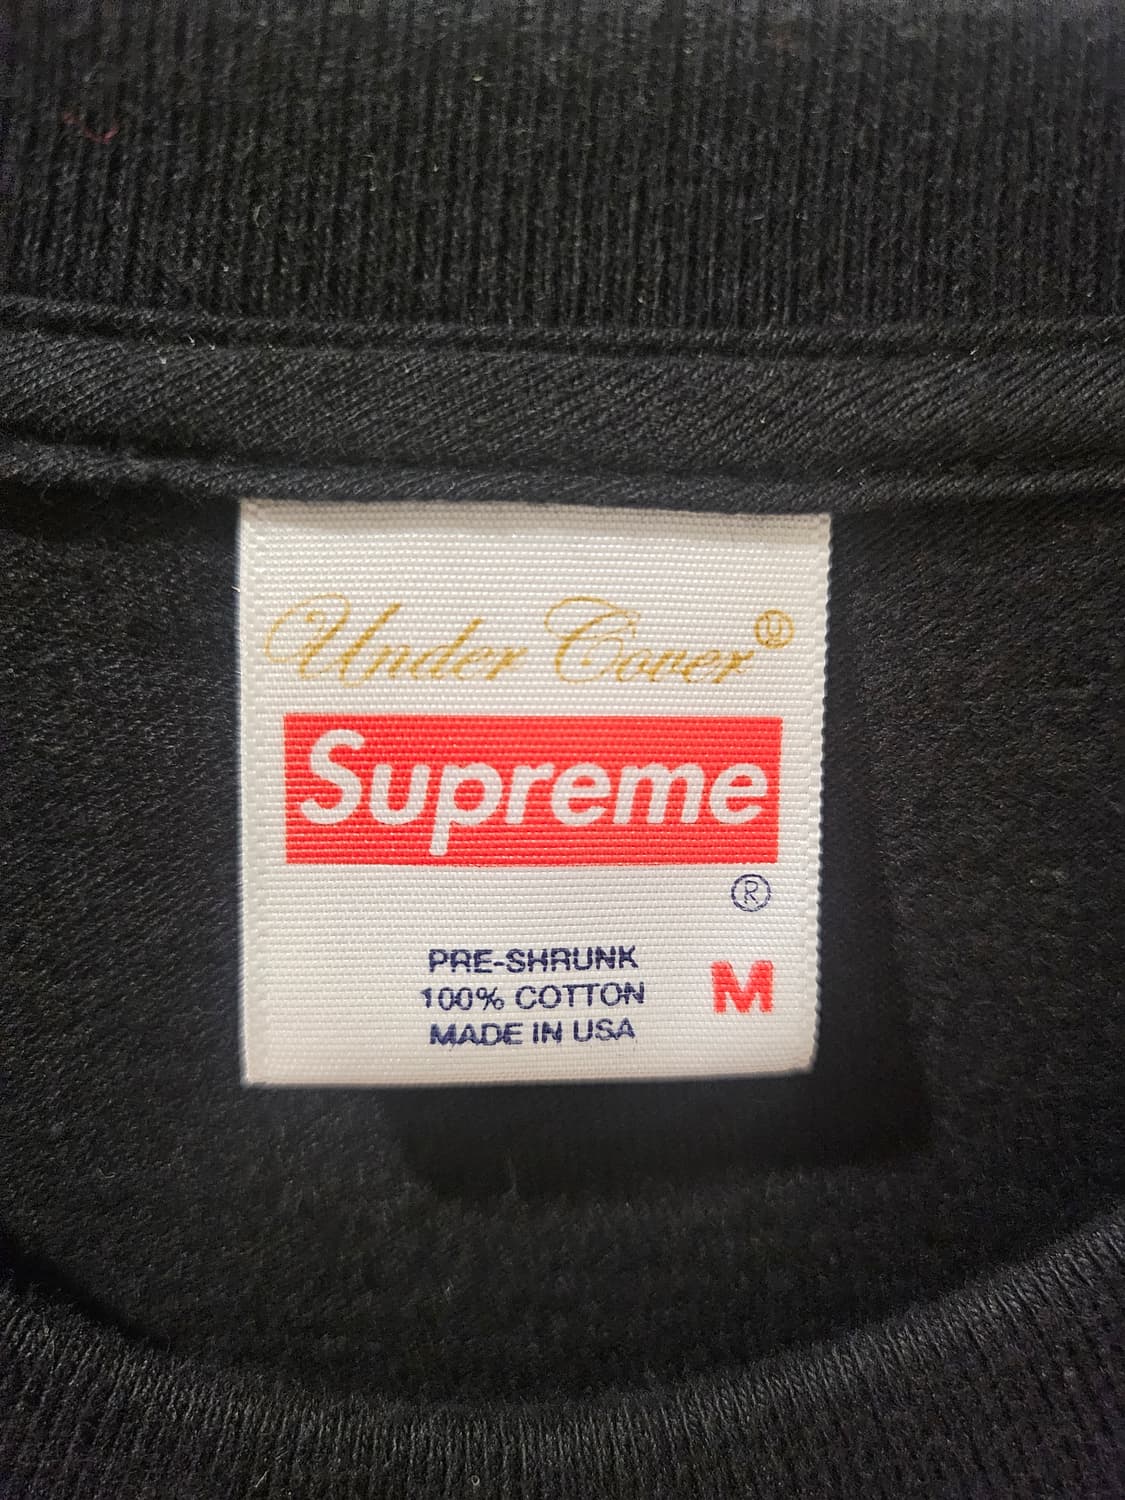 Under Cover Ⓤ
Supreme
®
PRE-SHRUNK
100% COTTON
MADE IN USA
M